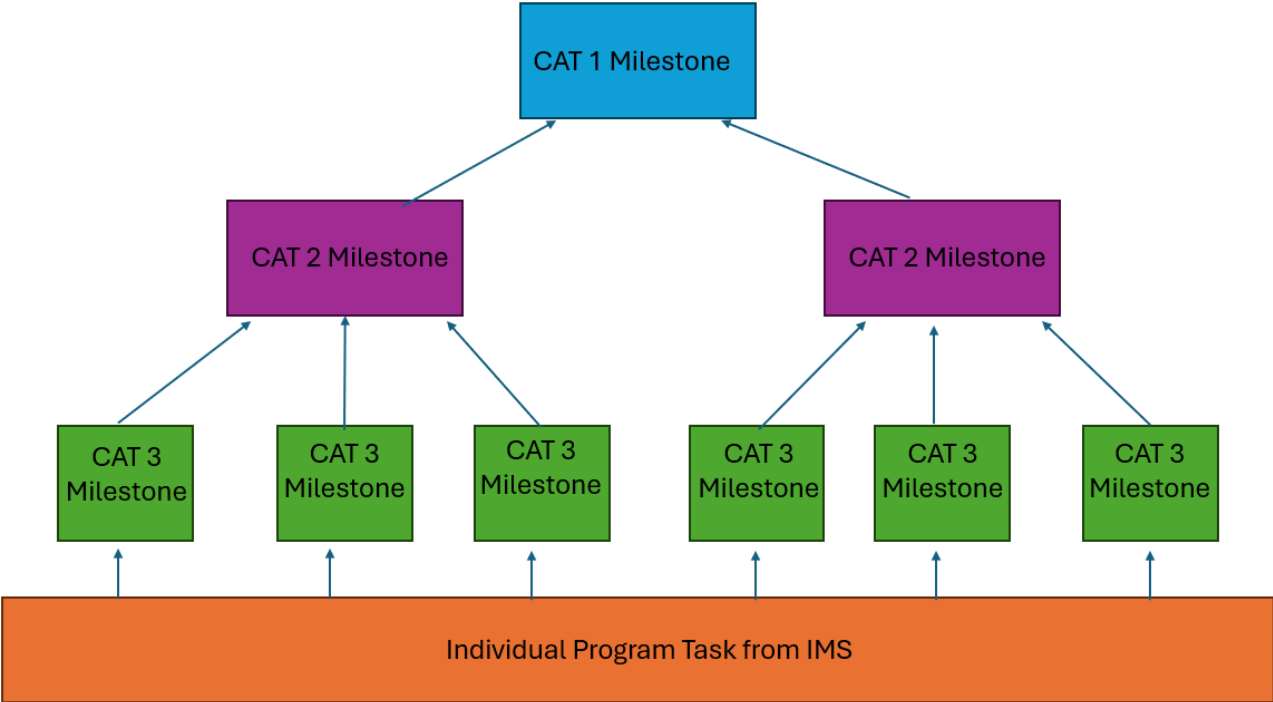 CAT 1 Milestone
CAT 2 Milestone
CAT 2 Milestone
CAT 3
Milestone
CAT 3
Milestone
CAT 3
Milestone
CAT 3
Milestone
CAT 3
Milestone
CAT 3
Milestone
Individual Program Task from IMS